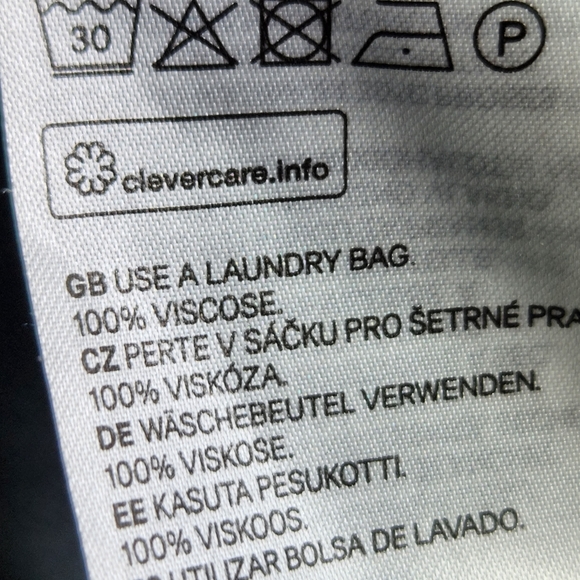 30 P
clevercare.info
GB USE A LAUNDRY BAG.
100% VISCOSE.
CZ PERTE V SÁČKU PRO ŠETRNÉ
100% VISKÓZA.
DE WÄSCHEBEUTEL VERWENDEN.
100% VISKOSE.
EE KASUTA PESUKOTTI.
100% VISKOOS.
UTILIZAR BOLSA DE LAVADO.